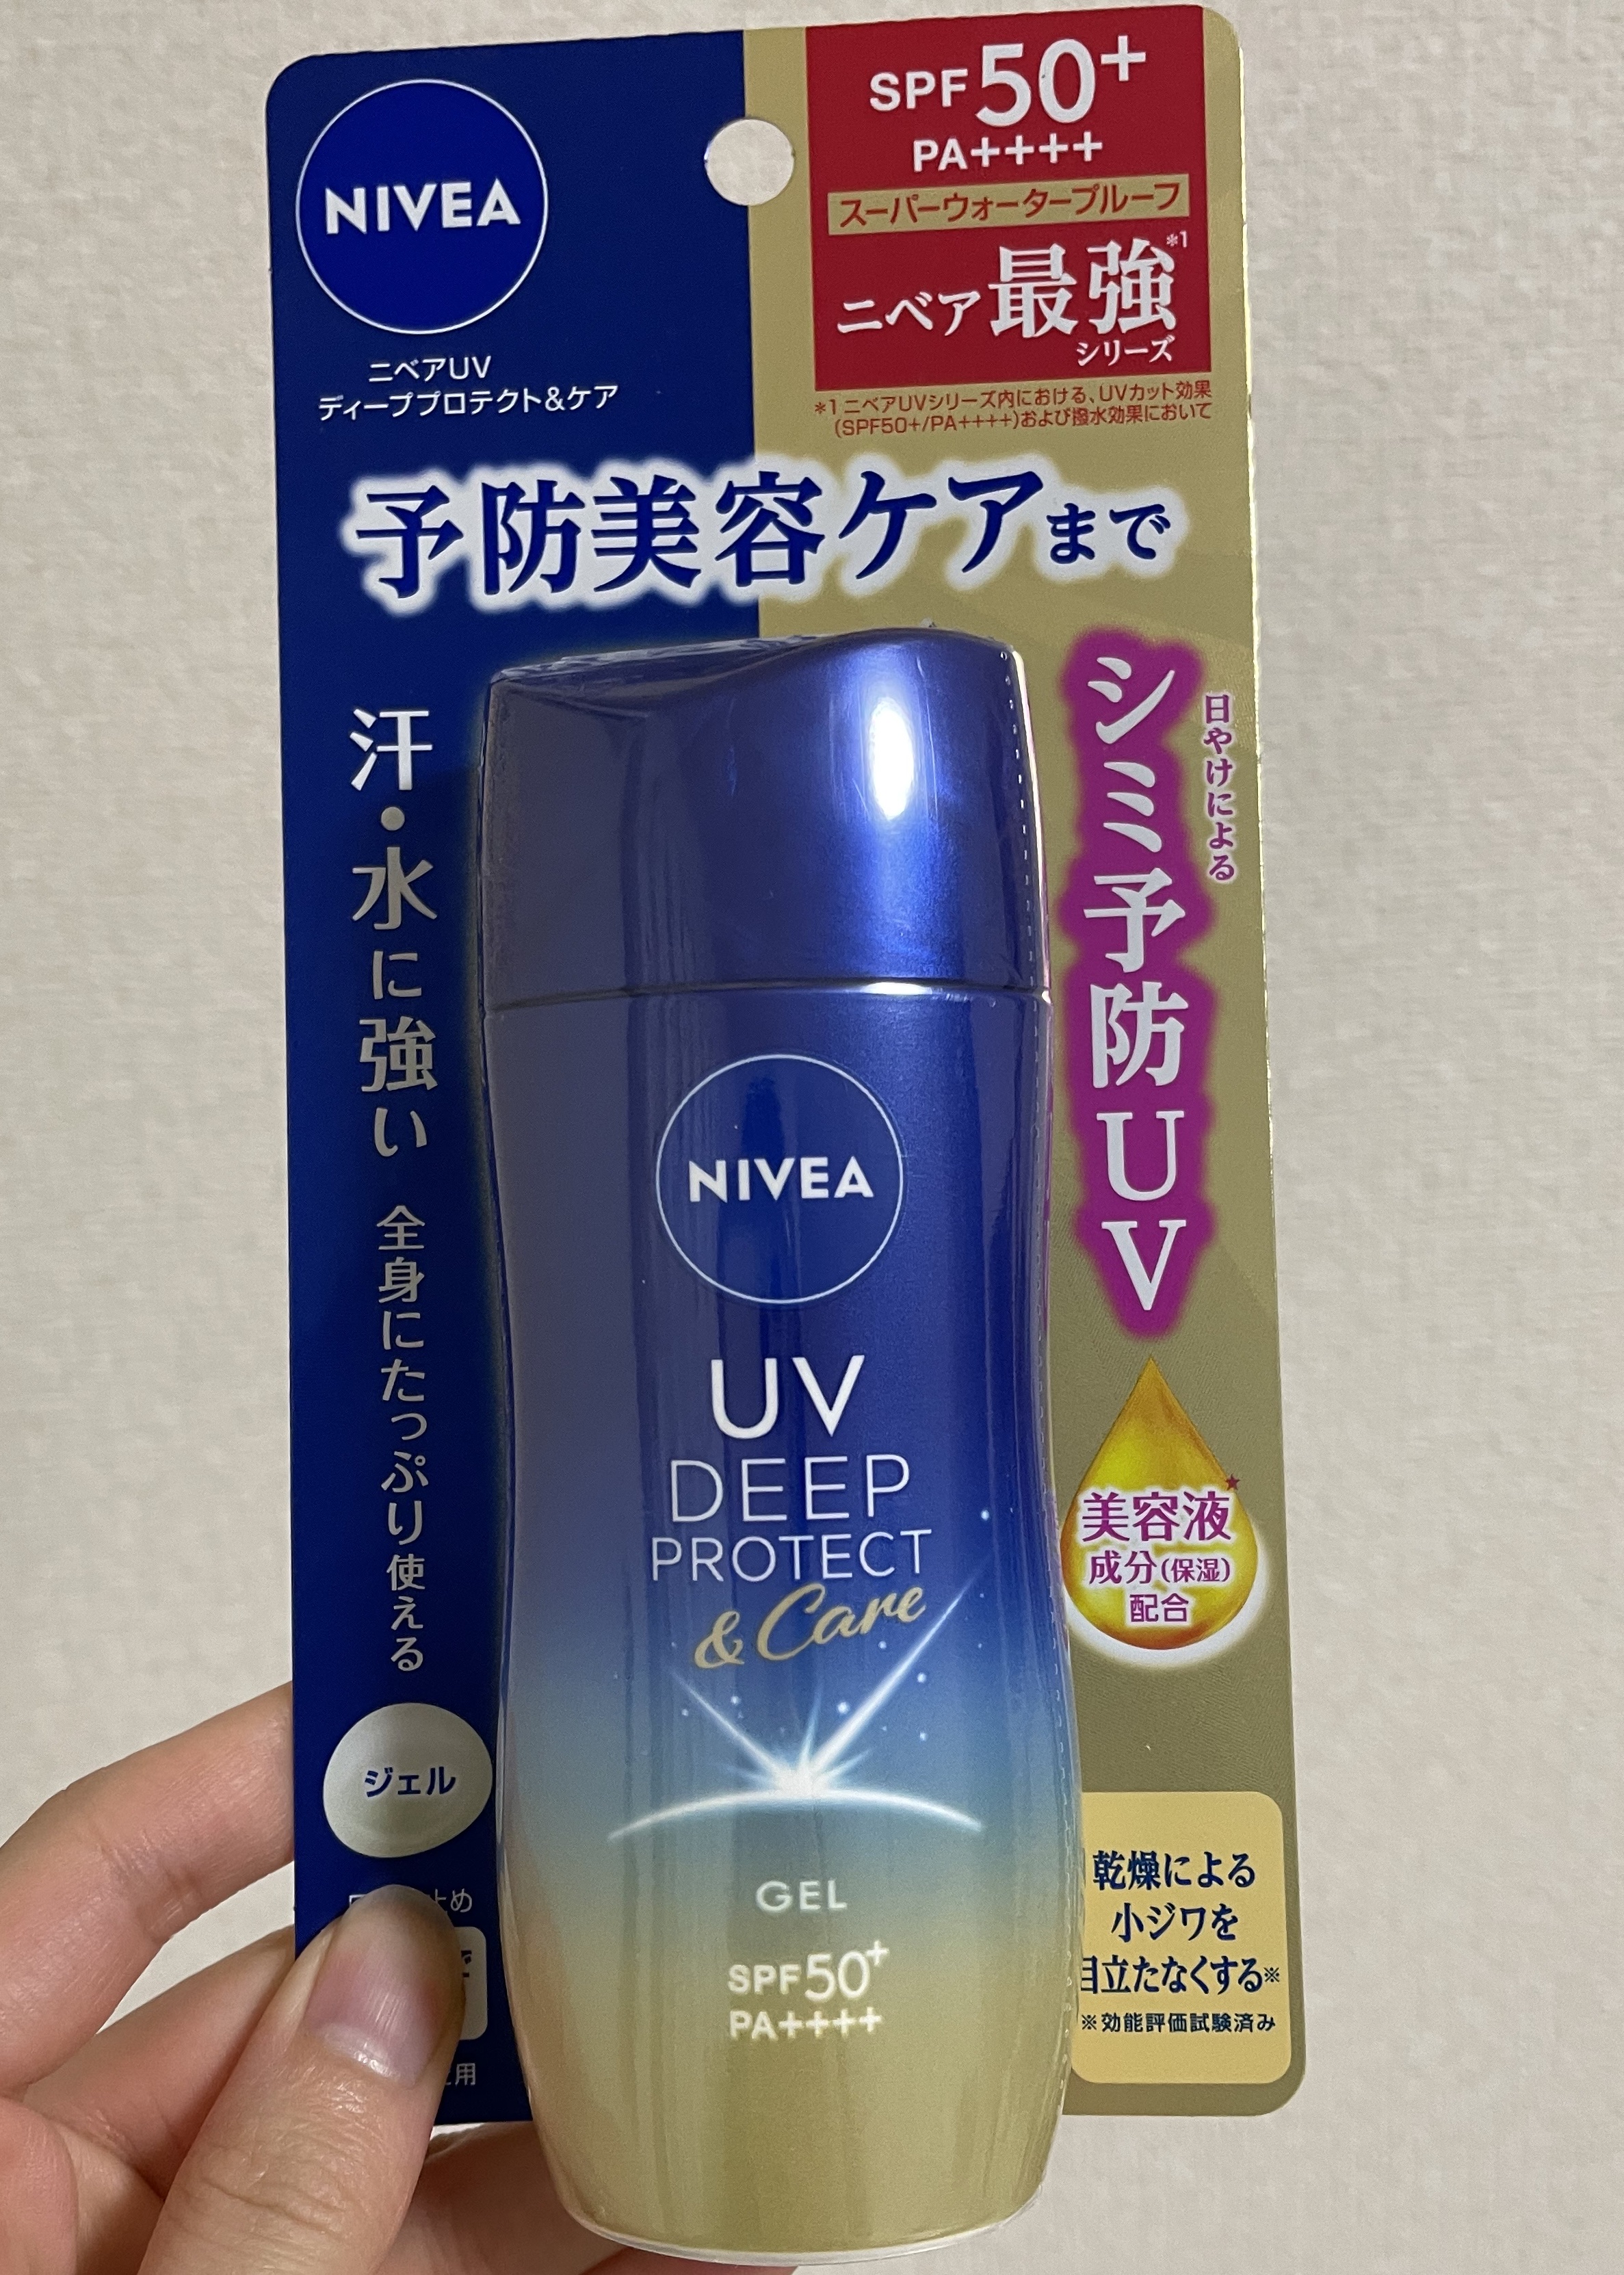 NIVEA
ニベアUV
ディーププロテクト&ケア
SPF50+
PA++++
スーパーウォータープルーフ
ニベア最強*1
シリーズ
*1 ニベアUVシリーズ内における、UVカット効果
(SPF50+/PA++++)および撥水効果において
予防美容ケアまで
汗・水に強い
全身にたっぷり使える
ジェル
止め
用
日やけによる
シミ予防UV
美容液★
成分(保湿)
配合
乾燥による
小ジワを
目立たなくする※
※効能評価試験済み
NIVEA
UV
DEEP
PROTECT
& Care
GEL
SPF50+
PA++++